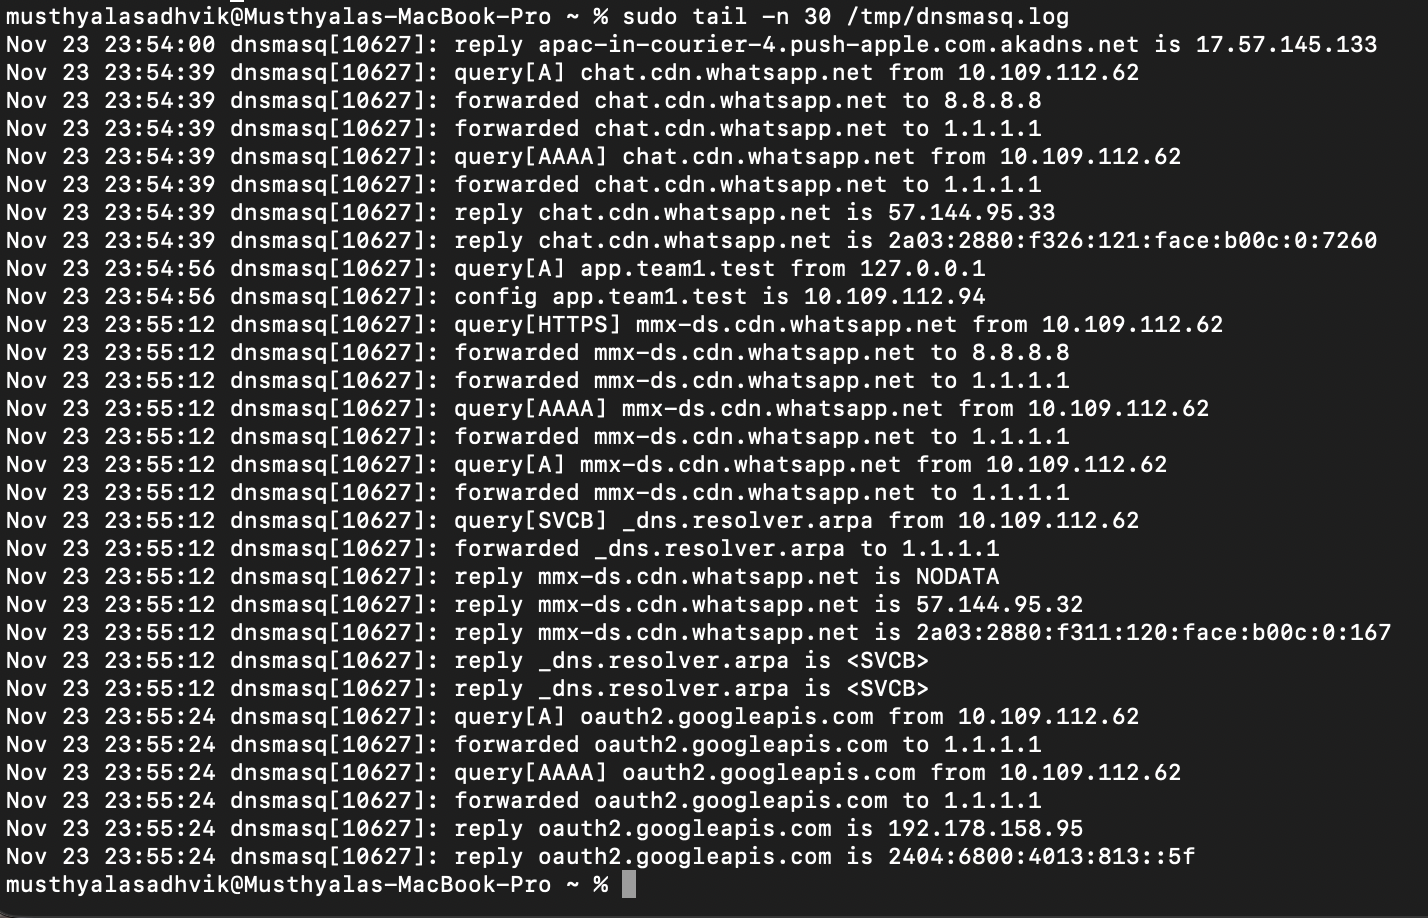 musthyalasadhvik@Musthyalas-MacBook-Pro ~ % sudo tail -n 30 /tmp/dnsmasq.log
Nov 23 23:54:00 dnsmasq[10627]: reply apac-in-courier-4.push-apple.com.akadns.net is 17.57.145.133
Nov 23 23:54:39 dnsmasq[10627]: query[A] chat.cdn.whatsapp.net from 10.109.112.62
Nov 23 23:54:39 dnsmasq[10627]: forwarded chat.cdn.whatsapp.net to 8.8.8.8
Nov 23 23:54:39 dnsmasq[10627]: forwarded chat.cdn.whatsapp.net to 1.1.1.1
Nov 23 23:54:39 dnsmasq[10627]: query[AAAA] chat.cdn.whatsapp.net from 10.109.112.62
Nov 23 23:54:39 dnsmasq[10627]: forwarded chat.cdn.whatsapp.net to 1.1.1.1
Nov 23 23:54:39 dnsmasq[10627]: reply chat.cdn.whatsapp.net is 57.144.95.33
Nov 23 23:54:39 dnsmasq[10627]: reply chat.cdn.whatsapp.net is 2a03:2880:f326:121:face:b00c:0:7260
Nov 23 23:54:56 dnsmasq[10627]: query[A] app.team1.test from 127.0.0.1
Nov 23 23:54:56 dnsmasq[10627]: config app.team1.test is 10.109.112.94
Nov 23 23:55:12 dnsmasq[10627]: query[HTTPS] mmx-ds.cdn.whatsapp.net from 10.109.112.62
Nov 23 23:55:12 dnsmasq[10627]: forwarded mmx-ds.cdn.whatsapp.net to 8.8.8.8
Nov 23 23:55:12 dnsmasq[10627]: forwarded mmx-ds.cdn.whatsapp.net to 1.1.1.1
Nov 23 23:55:12 dnsmasq[10627]: query[AAAA] mmx-ds.cdn.whatsapp.net from 10.109.112.62
Nov 23 23:55:12 dnsmasq[10627]: forwarded mmx-ds.cdn.whatsapp.net to 1.1.1.1
Nov 23 23:55:12 dnsmasq[10627]: query[A] mmx-ds.cdn.whatsapp.net from 10.109.112.62
Nov 23 23:55:12 dnsmasq[10627]: forwarded mmx-ds.cdn.whatsapp.net to 1.1.1.1
Nov 23 23:55:12 dnsmasq[10627]: query[SVCB] _dns.resolver.arpa from 10.109.112.62
Nov 23 23:55:12 dnsmasq[10627]: forwarded _dns.resolver.arpa to 1.1.1.1
Nov 23 23:55:12 dnsmasq[10627]: reply mmx-ds.cdn.whatsapp.net is NODATA
Nov 23 23:55:12 dnsmasq[10627]: reply mmx-ds.cdn.whatsapp.net is 57.144.95.32
Nov 23 23:55:12 dnsmasq[10627]: reply mmx-ds.cdn.whatsapp.net is 2a03:2880:f311:120:face:b00c:0:167
Nov 23 23:55:12 dnsmasq[10627]: reply _dns.resolver.arpa is <SVCB>
Nov 23 23:55:12 dnsmasq[10627]: reply _dns.resolver.arpa is <SVCB>
Nov 23 23:55:24 dnsmasq[10627]: query[A] oauth2.googleapis.com from 10.109.112.62
Nov 23 23:55:24 dnsmasq[10627]: forwarded oauth2.googleapis.com to 1.1.1.1
Nov 23 23:55:24 dnsmasq[10627]: query[AAAA] oauth2.googleapis.com from 10.109.112.62
Nov 23 23:55:24 dnsmasq[10627]: forwarded oauth2.googleapis.com to 1.1.1.1
Nov 23 23:55:24 dnsmasq[10627]: reply oauth2.googleapis.com is 192.178.158.95
Nov 23 23:55:24 dnsmasq[10627]: reply oauth2.googleapis.com is 2404:6800:4013:813::5f
musthyalasadhvik@Musthyalas-MacBook-Pro ~ %